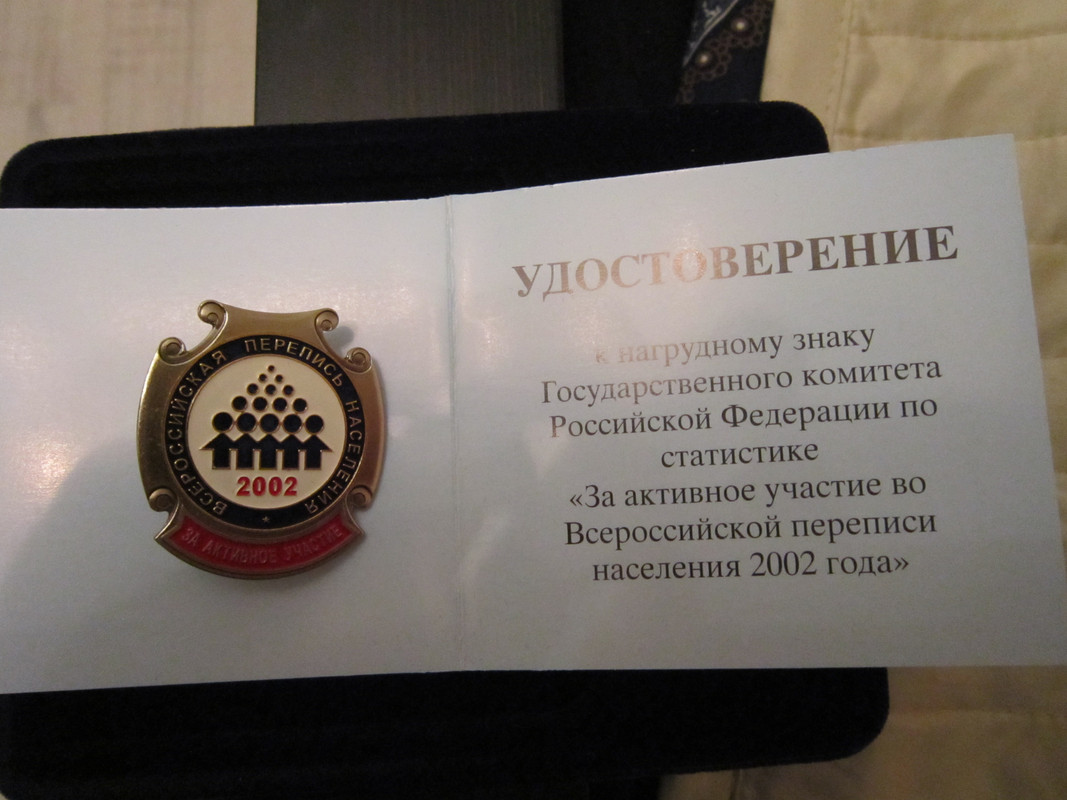 ВСЕРОССИЙСКАЯ ПЕРЕПИСЬ НАСЕЛЕНИЯ
2002
ЗА АКТИВНОЕ УЧАСТИЕ
УДОСТОВЕРЕНИЕ
к нагрудному знаку
Государственного комитета
Российской Федерации по
статистике
«За активное участие во
Всероссийской переписи
населения 2002 года»